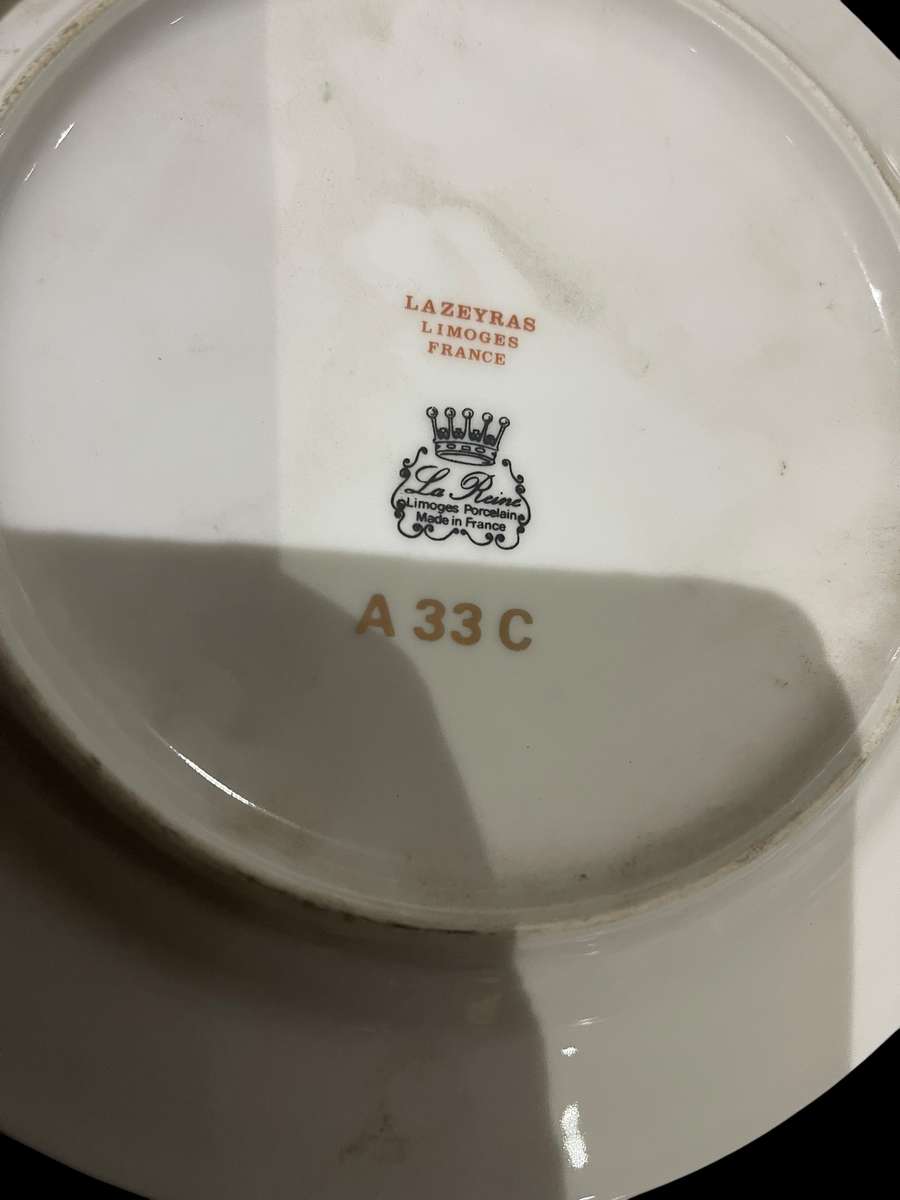 LAZEYRAS
LIMOGES
FRANCE
La Reine
Limoges Porcelain
Made in France
A 33 C